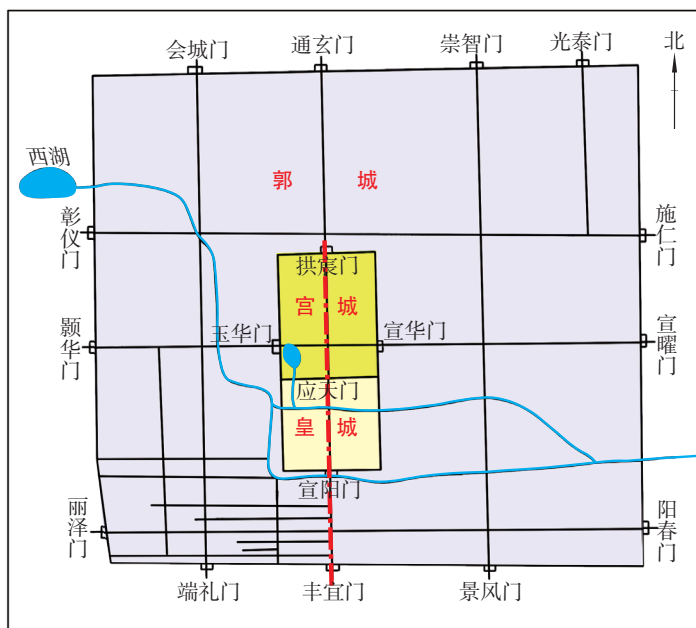 会城门
通玄门
崇智门
光泰门
北
西湖
郭城
彰仪门
施仁门
拱宸门
宫城
玉华门
宣华门
颢华门
宣曜门
应天门
皇城
宣阳门
丽泽门
阳春门
端礼门
丰宜门
景风门